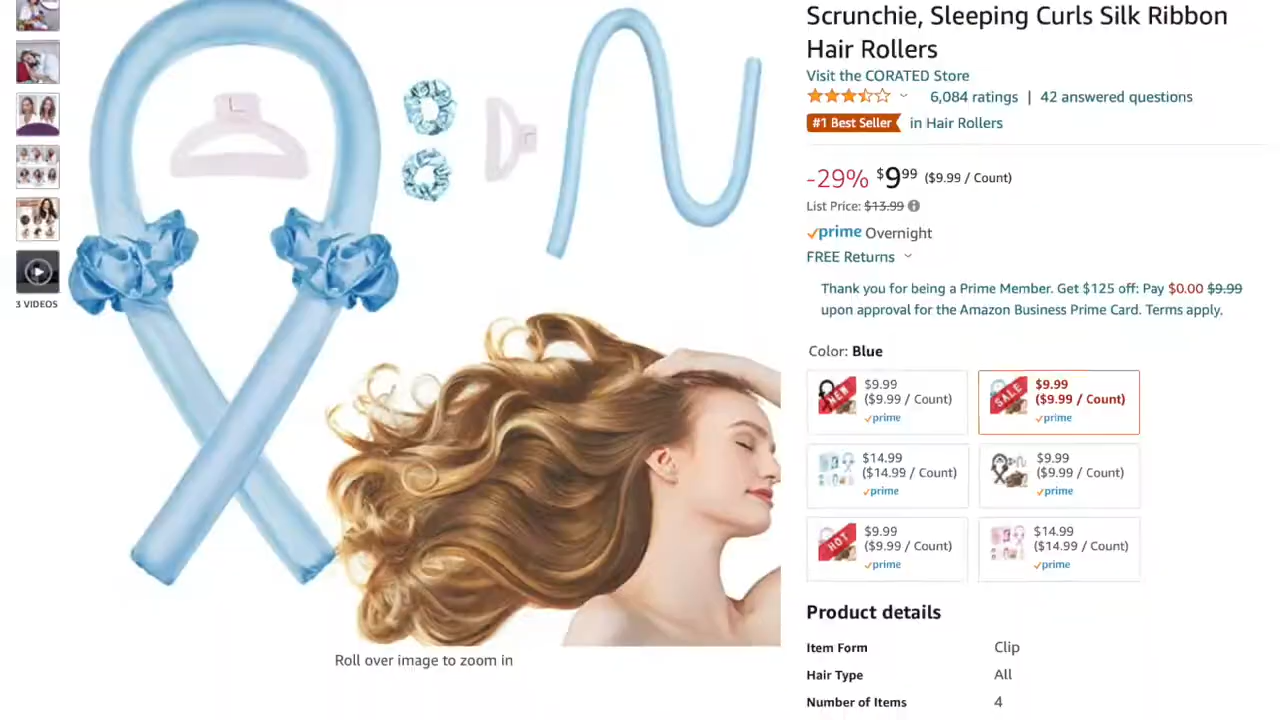 Scrunchie, Sleeping Curls Silk Ribbon
Hair Rollers
Visit the CORATED Store
6,084 ratings | 42 answered questions
#1 Best Seller in Hair Rollers
-29% $9.99 ($9.99 / Count)
List Price: $13.99
prime Overnight
FREE Returns
Thank you for being a Prime Member. Get $125 off: Pay $0.00 $9.99
upon approval for the Amazon Business Prime Card. Terms apply.
Color: Blue
NEW
$9.99
($9.99 / Count)
prime
SALE
$9.99
($9.99 / Count)
prime
$14.99
($14.99 / Count)
prime
$9.99
($9.99 / Count)
prime
HOT
$9.99
($9.99 / Count)
prime
$14.99
($14.99 / Count)
prime
Product details
Item Form Clip
Hair Type All
Number of Items 4
3 VIDEOS
Roll over image to zoom in